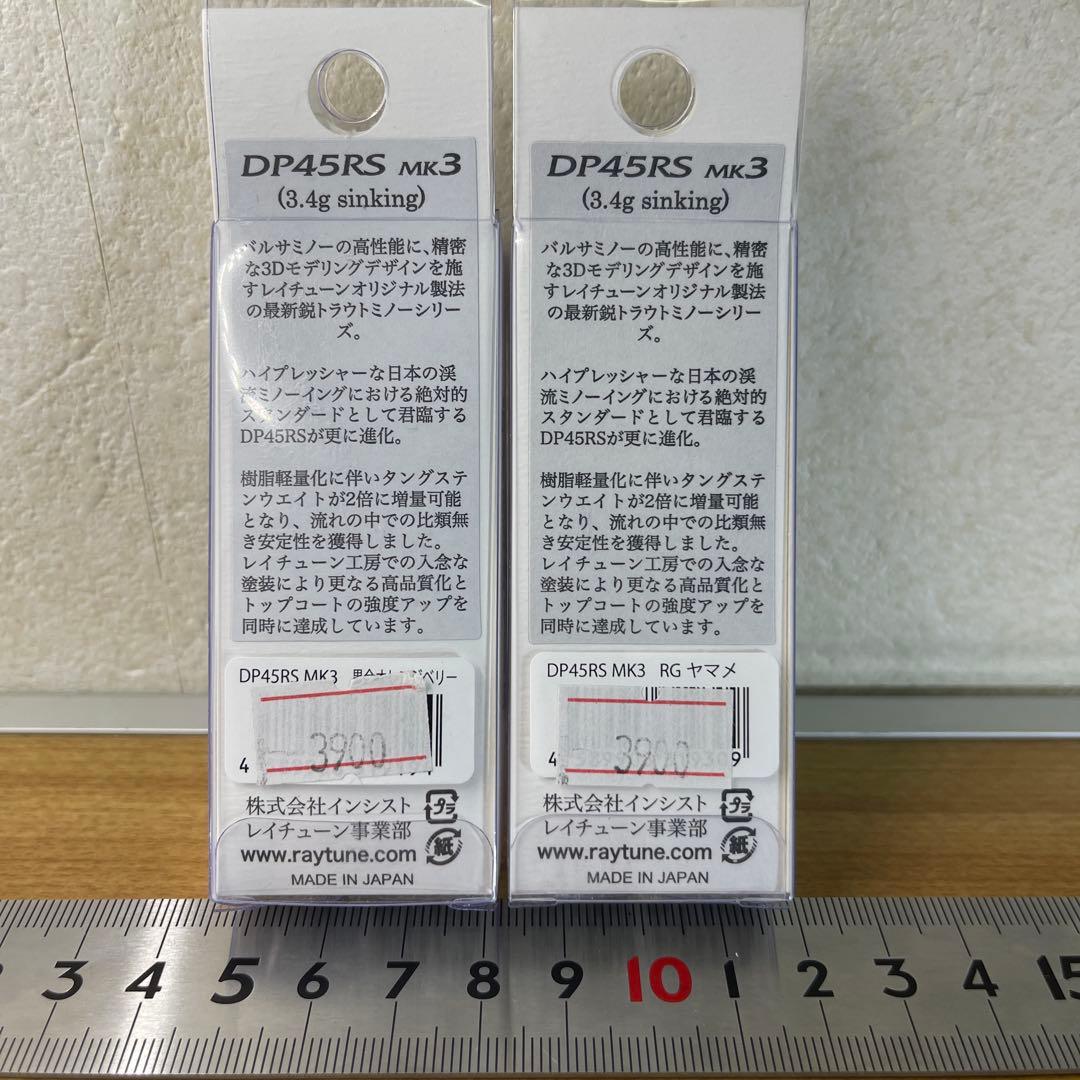 DP45RS MK3
(3.4g sinking)
バルサミノーの高性能に、精密
な3Dモデリングデザインを施
すレイチューンオリジナル製法
の最新鋭トラウトミノーシリー
ズ。
ハイプレッシャーな日本の渓
流ミノーイングにおける絶対的
スタンダードとして君臨する
DP45RSが更に進化。
樹脂軽量化に伴いタングステ
ンウエイトが2倍に増量可能
となり、流れの中での比類無
き安定性を獲得しました。
レイチューン工房での入念な
塗装により更なる高品質化と
トップコートの強度アップを
同時に達成しています。
DP45RS MK3
3900
4
株式会社インシスト
プラ
レイチューン事業部
紙
www.raytune.com
MADE IN JAPAN
DP45RS MK3
(3.4g sinking)
バルサミノーの高性能に、精密
な3Dモデリングデザインを施
すレイチューンオリジナル製法
の最新鋭トラウトミノーシリー
ズ。
ハイプレッシャーな日本の渓
流ミノーイングにおける絶対的
スタンダードとして君臨する
DP45RSが更に進化。
樹脂軽量化に伴いタングステ
ンウエイトが2倍に増量可能
となり、流れの中での比類無
き安定性を獲得しました。
レイチューン工房での入念な
塗装により更なる高品質化と
トップコートの強度アップを
同時に達成しています。
DP45RS MK3 RG ヤマメ
3900
4 9
株式会社インシスト
プラ
レイチューン事業部
紙
www.raytune.com
MADE IN JAPAN
3 4 5 6 7 8 9 10 1 2 3 4 15